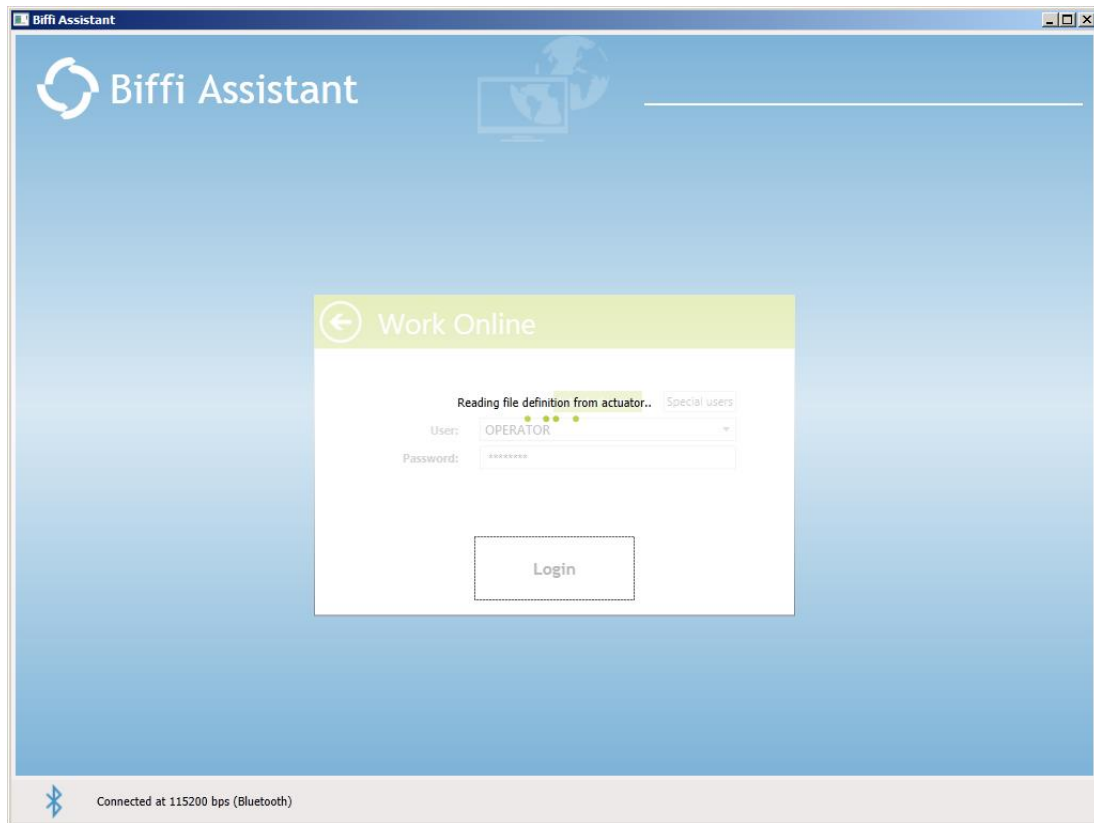 Biffi Assistant
Biffi Assistant
Work Online
Reading file definition from actuator..
Special users
User: OPERATOR
Password: ********
Login
Connected at 115200 bps (Bluetooth)